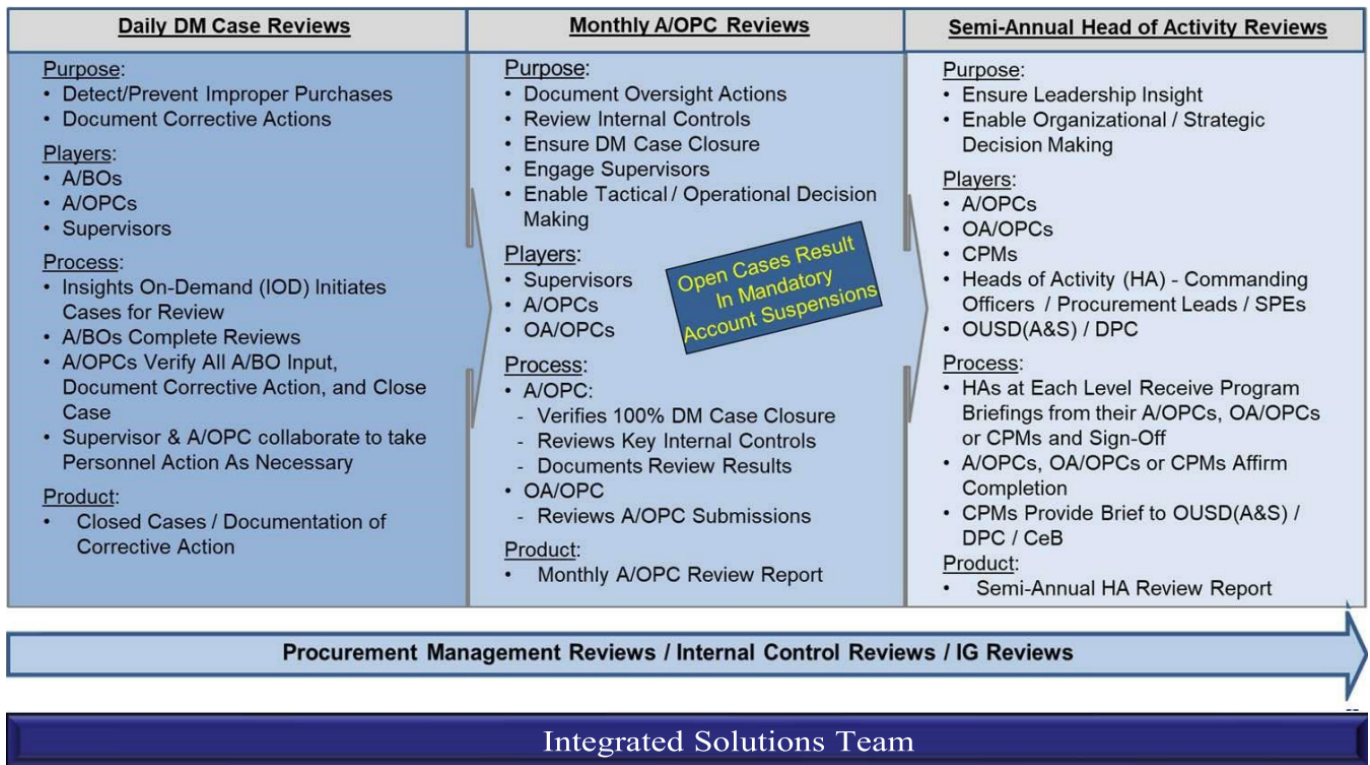 Daily DM Case Reviews
Purpose:
• Detect/Prevent Improper Purchases
• Document Corrective Actions
Players:
• A/BOs
• A/OPCs
• Supervisors
Process:
• Insights On-Demand (IOD) Initiates
Cases for Review
• A/BOs Complete Reviews
• A/OPCs Verify All A/BO Input,
Document Corrective Action, and Close
Case
• Supervisor & A/OPC collaborate to take
Personnel Action As Necessary
Product:
• Closed Cases / Documentation of
Corrective Action
Monthly A/OPC Reviews
Purpose:
• Document Oversight Actions
• Review Internal Controls
• Ensure DM Case Closure
• Engage Supervisors
• Enable Tactical / Operational Decision
Making
Players:
• Supervisors
• A/OPCs
• OA/OPCs
Open Cases Result
In Mandatory
Account Suspensions
Process:
• A/OPC:
- Verifies 100% DM Case Closure
- Reviews Key Internal Controls
- Documents Review Results
• OA/OPC
- Reviews A/OPC Submissions
Product:
• Monthly A/OPC Review Report
Semi-Annual Head of Activity Reviews
Purpose:
• Ensure Leadership Insight
• Enable Organizational / Strategic
Decision Making
Players:
• A/OPCs
• OA/OPCs
• CPMs
• Heads of Activity (HA) - Commanding
Officers / Procurement Leads / SPEs
• OUSD(A&S) / DPC
Process:
• HAs at Each Level Receive Program
Briefings from their A/OPCs, OA/OPCs
or CPMs and Sign-Off
• A/OPCs, OA/OPCs or CPMs Affirm
Completion
• CPMs Provide Brief to OUSD(A&S) /
DPC / CeB
Product:
• Semi-Annual HA Review Report
Procurement Management Reviews / Internal Control Reviews / IG Reviews
Integrated Solutions Team